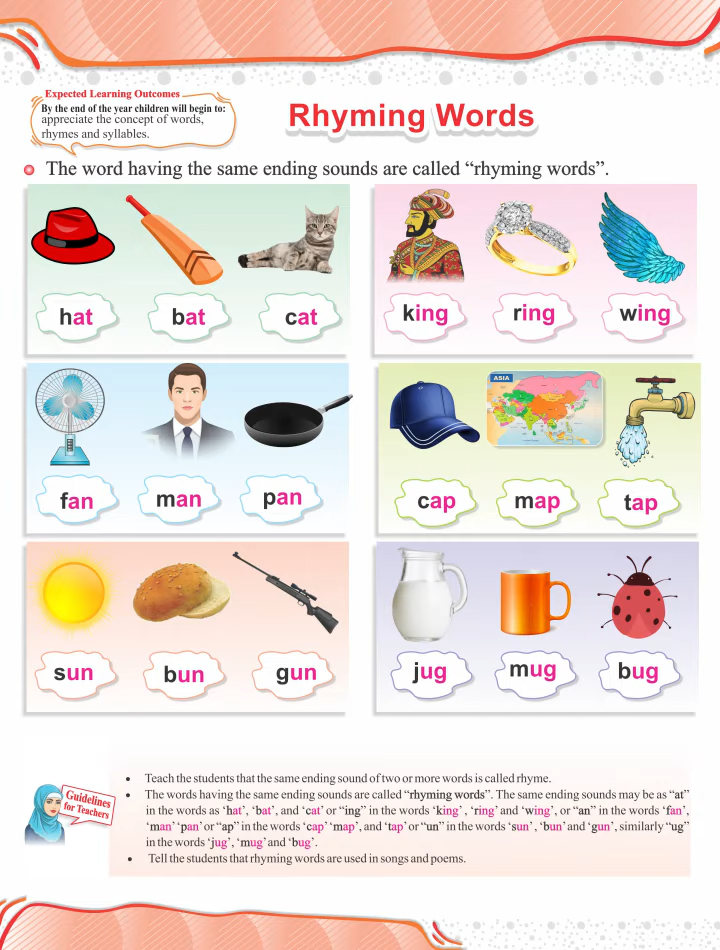 Expected Learning Outcomes
By the end of the year children will begin to:
appreciate the concept of words,
rhymes and syllables.
Rhyming Words
The word having the same ending sounds are called “rhyming words”.
hat bat cat
king ring wing
ASIA
fan man pan
cap map tap
sun bun gun
jug mug bug
Guidelines
for Teachers
• Teach the students that the same ending sound of two or more words is called rhyme.
• The words having the same ending sounds are called “rhyming words”. The same ending sounds may be as “at”
in the words as ‘hat’, ‘bat’, and ‘cat’ or “ing” in the words ‘king’ , ‘ring’ and ‘wing’, or “an” in the words ‘fan’,
‘man’ ‘pan’ or “ap” in the words ‘cap’ ‘map’, and ‘tap’ or “un” in the words ‘sun’ , ‘bun’ and ‘gun’, similarly “ug”
in the words ‘jug’, ‘mug’ and ‘bug’.
• Tell the students that rhyming words are used in songs and poems.